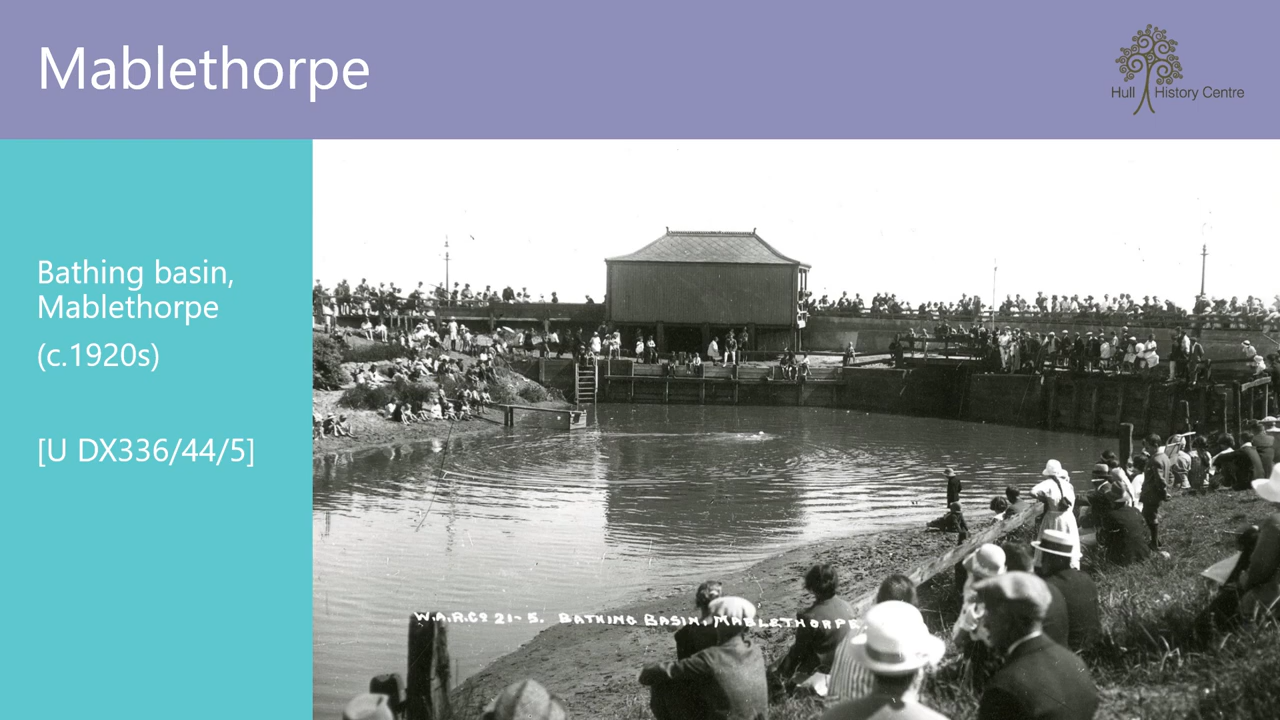 Mablethorpe
Hull History Centre
Bathing basin,
Mablethorpe
(c.1920s)
[U DX336/44/5]
W.A.R.Cº 21-5. BATHING BASIN, MABLETHORPE.